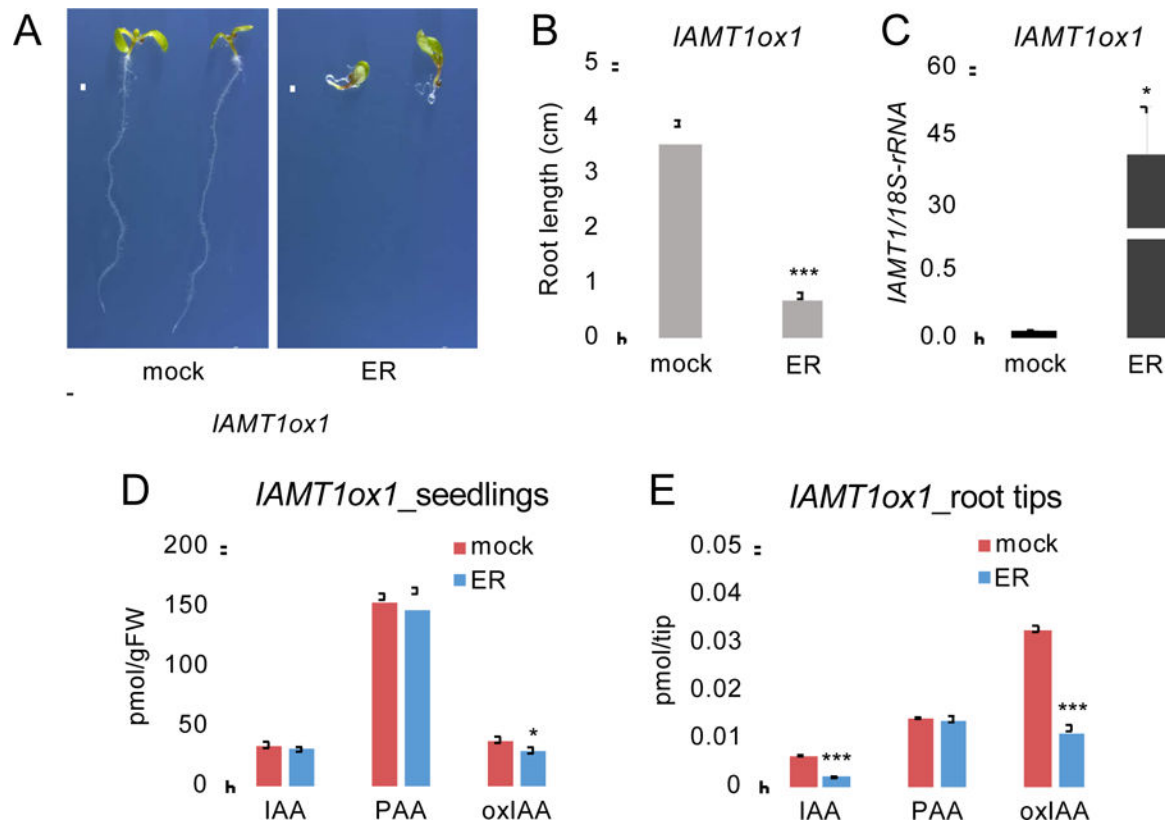 A
mock ER
IAMT1ox1
B
IAMT1ox1
Root length (cm)
5
4
3
2
1
0
***
mock ER
C
IAMT1ox1
IAMT1/18S-rRNA
60
45
30
0.5
0.0
*
mock ER
D
IAMT1ox1_seedlings
pmol/gFW
200
150
100
50
0
mock
ER
*
IAA PAA oxIAA
E
IAMT1ox1_root tips
pmol/tip
0.05
0.04
0.03
0.02
0.01
0
mock
ER
***
***
IAA PAA oxIAA